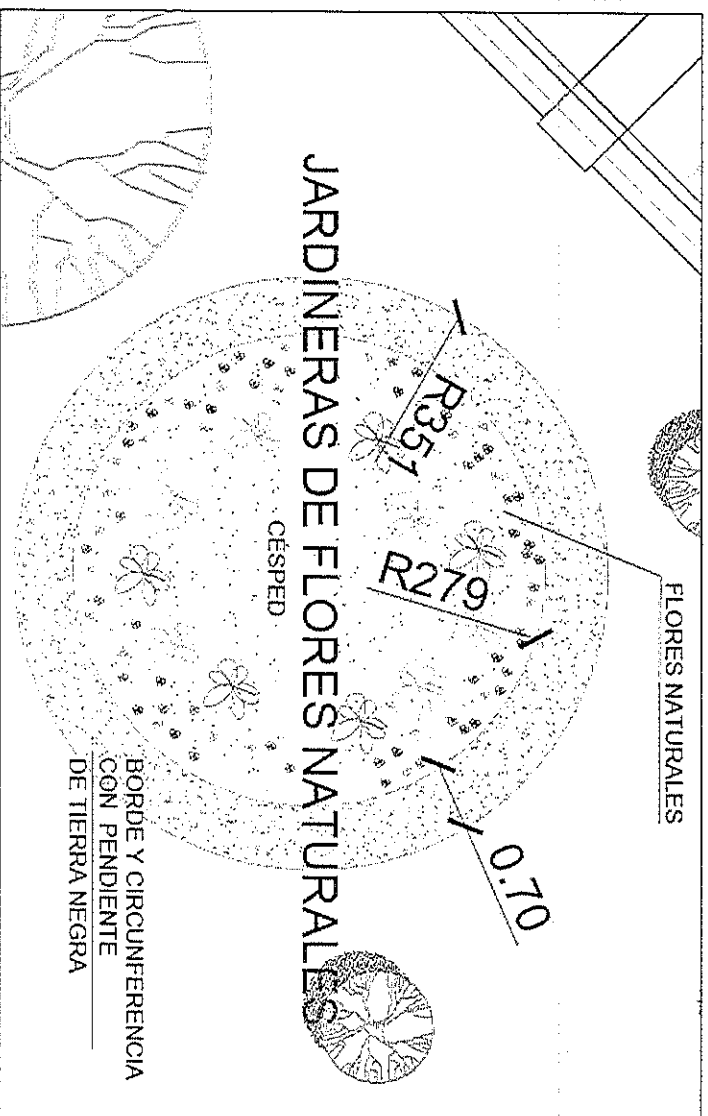 FLORES NATURALES
R351
R279
0.70
JARDINERAS DE FLORES NATURALES
CÉSPED
BORDE Y CIRCUNFERENCIA
CON PENDIENTE
DE TIERRA NEGRA